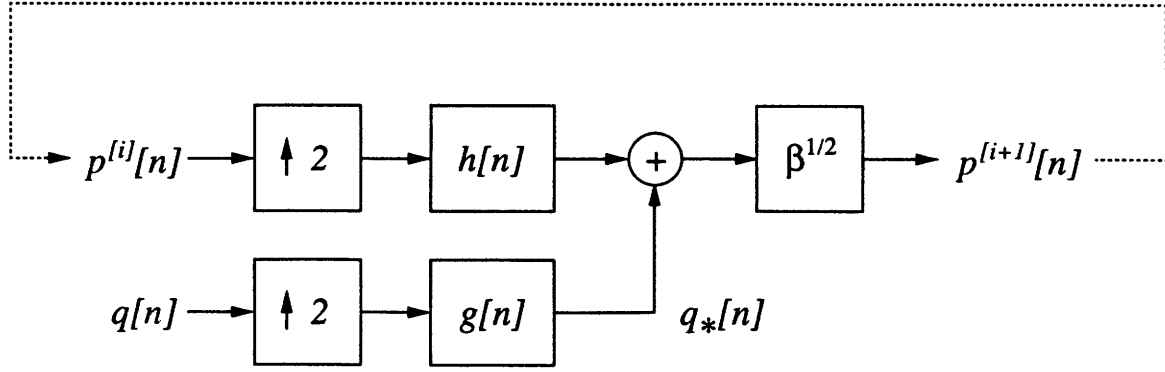 p^{[i]}[n] ↑ 2 h[n] + β^{1/2} p^{[i+1]}[n]
q[n] ↑ 2 g[n] q_*[n]